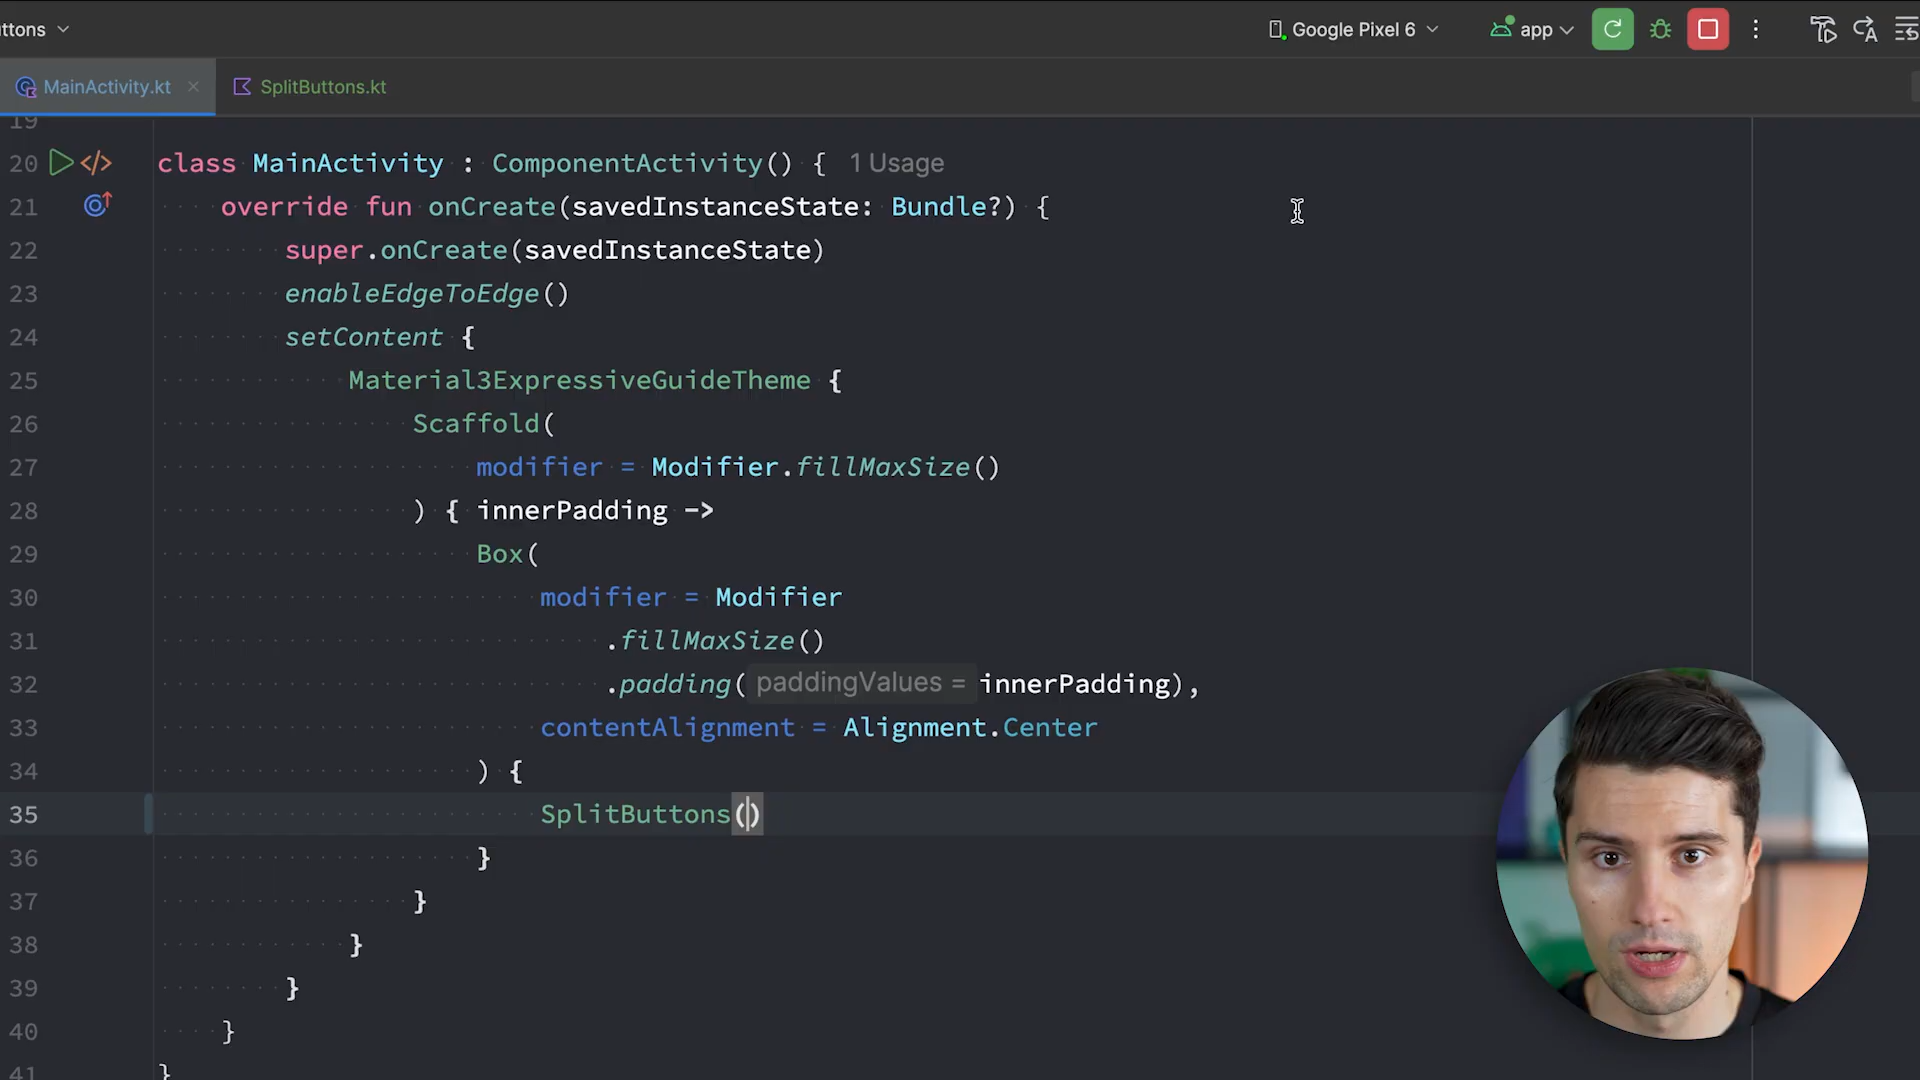 ttons
Google Pixel 6
app
MainActivity.kt
SplitButtons.kt
19
20 class MainActivity : ComponentActivity() { 1 Usage
21 override fun onCreate(savedInstanceState: Bundle?) {
22 super.onCreate(savedInstanceState)
23 enableEdgeToEdge()
24 setContent {
25 Material3ExpressiveGuideTheme {
26 Scaffold(
27 modifier = Modifier.fillMaxSize()
28 ) { innerPadding ->
29 Box(
30 modifier = Modifier
31 .fillMaxSize()
32 .padding( paddingValues = innerPadding),
33 contentAlignment = Alignment.Center
34 ) {
35 SplitButtons()
36 }
37 }
38 }
39 }
40 }
41 }